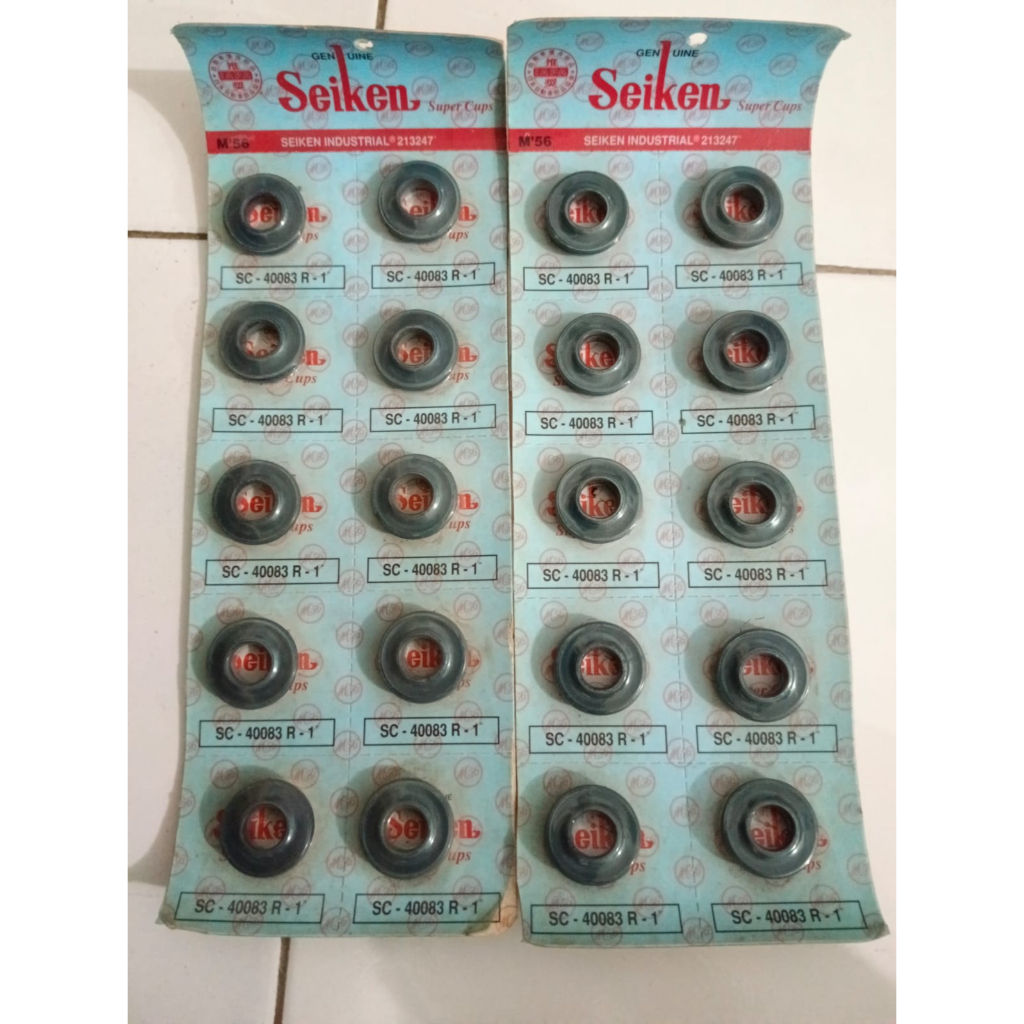 GENUINE
Seiken Super Cups
M'56 SEIKEN INDUSTRIAL® 213247
SC - 40083 R - 1" SC - 40083 R - 1"
SC - 40083 R - 1" SC - 40083 R - 1"
SC - 40083 R - 1" SC - 40083 R - 1"
SC - 40083 R - 1" SC - 40083 R - 1"
SC - 40083 R - 1" SC - 40083 R - 1"
GENUINE
Seiken Super Cups
M'56 SEIKEN INDUSTRIAL® 213247
SC - 40083 R - 1" SC - 40083 R - 1"
SC - 40083 R - 1" SC - 40083 R - 1"
SC - 40083 R - 1" SC - 40083 R - 1"
SC - 40083 R - 1" SC - 40083 R - 1"
SC - 40083 R - 1" SC - 40083 R - 1"